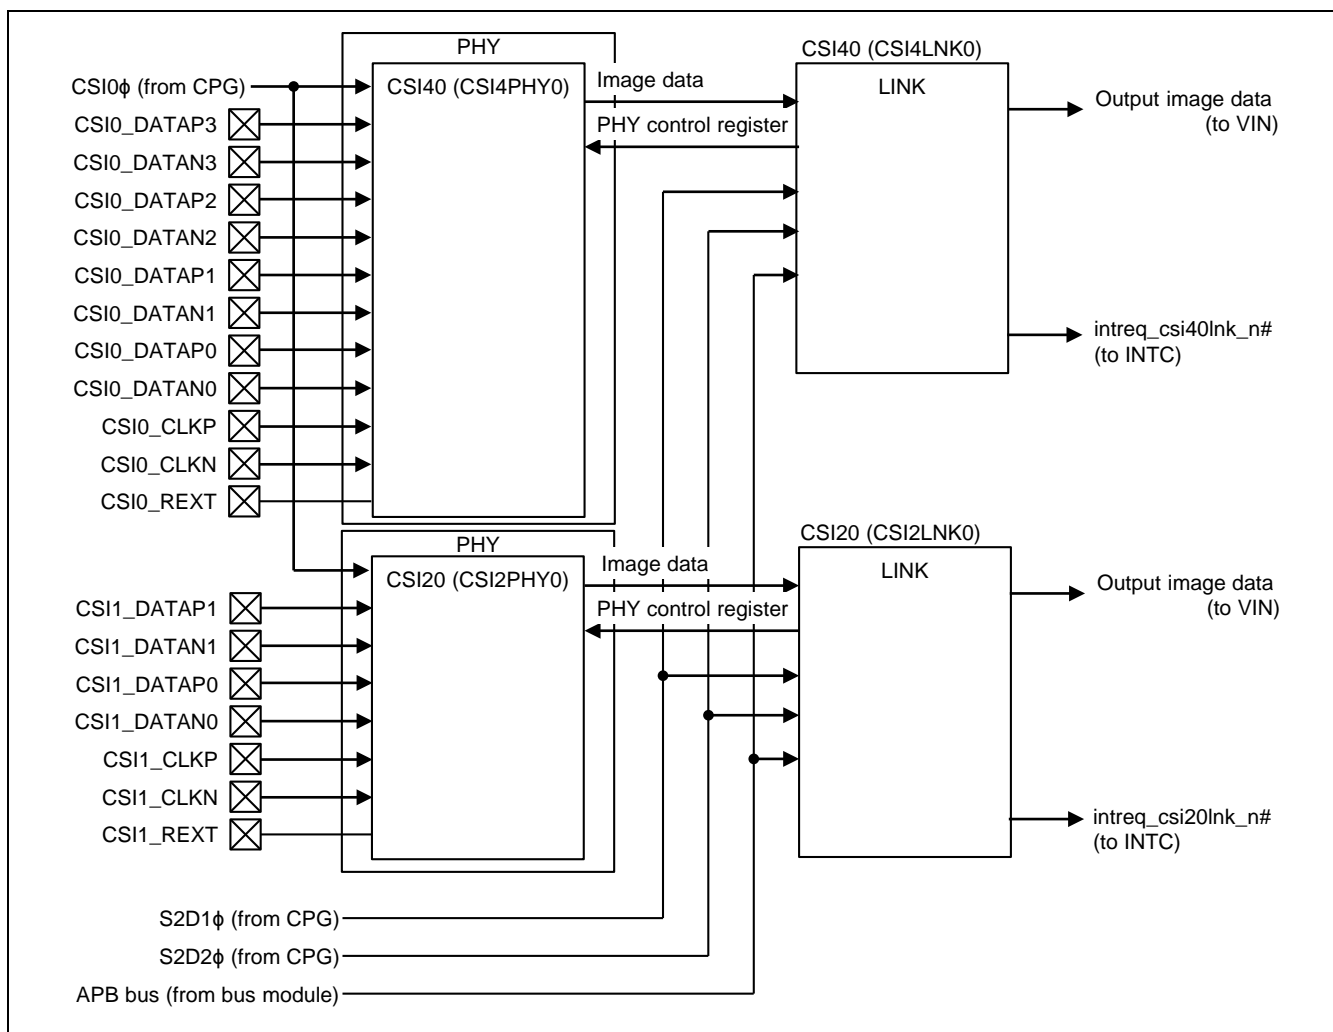 PHY
CSI40 (CSI4PHY0)
CSI0ϕ (from CPG)
CSI0_DATAP3
CSI0_DATAN3
CSI0_DATAP2
CSI0_DATAN2
CSI0_DATAP1
CSI0_DATAN1
CSI0_DATAP0
CSI0_DATAN0
CSI0_CLKP
CSI0_CLKN
CSI0_REXT
Image data
PHY control register
CSI40 (CSI4LNK0)
LINK
Output image data
(to VIN)
intreq_csi40lnk_n#
(to INTC)
PHY
CSI20 (CSI2PHY0)
CSI1_DATAP1
CSI1_DATAN1
CSI1_DATAP0
CSI1_DATAN0
CSI1_CLKP
CSI1_CLKN
CSI1_REXT
Image data
PHY control register
CSI20 (CSI2LNK0)
LINK
Output image data
(to VIN)
intreq_csi20lnk_n#
(to INTC)
S2D1ϕ (from CPG)
S2D2ϕ (from CPG)
APB bus (from bus module)